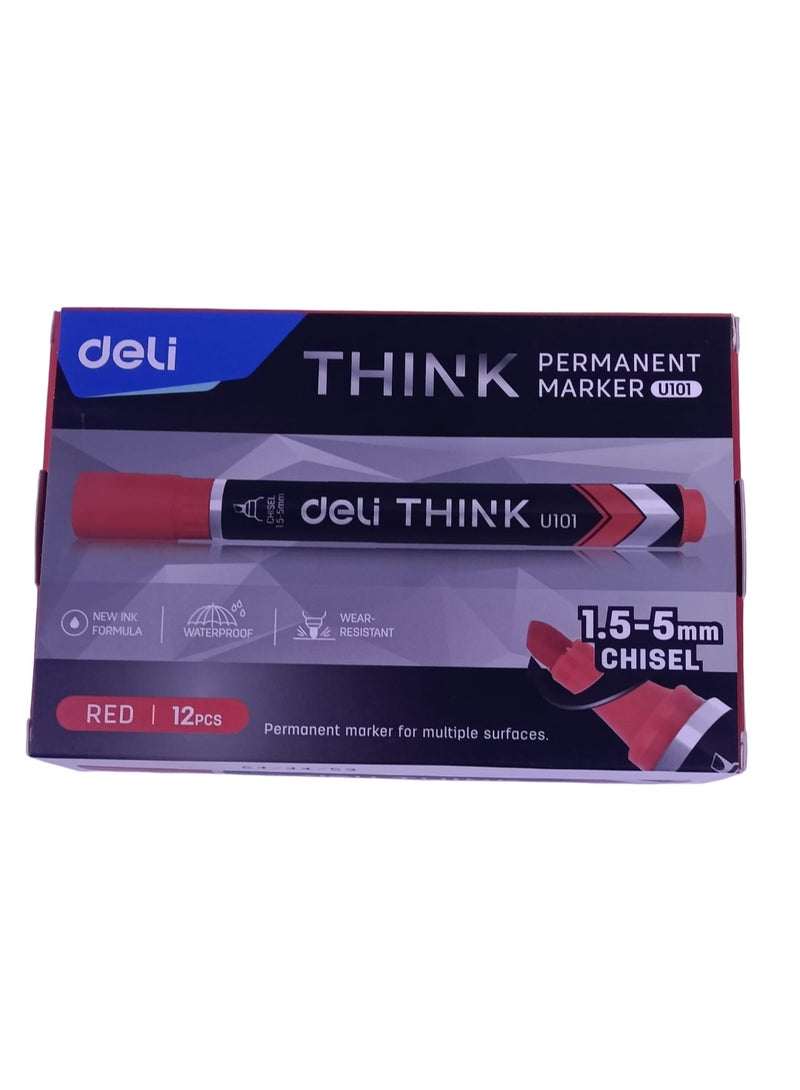 deli
THINK
PERMANENT
MARKER U101
CHISEL
1.5-5mm
deli THINK U101
NEW INK
FORMULA
WATERPROOF
WEAR-
RESISTANT
1.5-5mm
CHISEL
RED | 12PCS
Permanent marker for multiple surfaces.